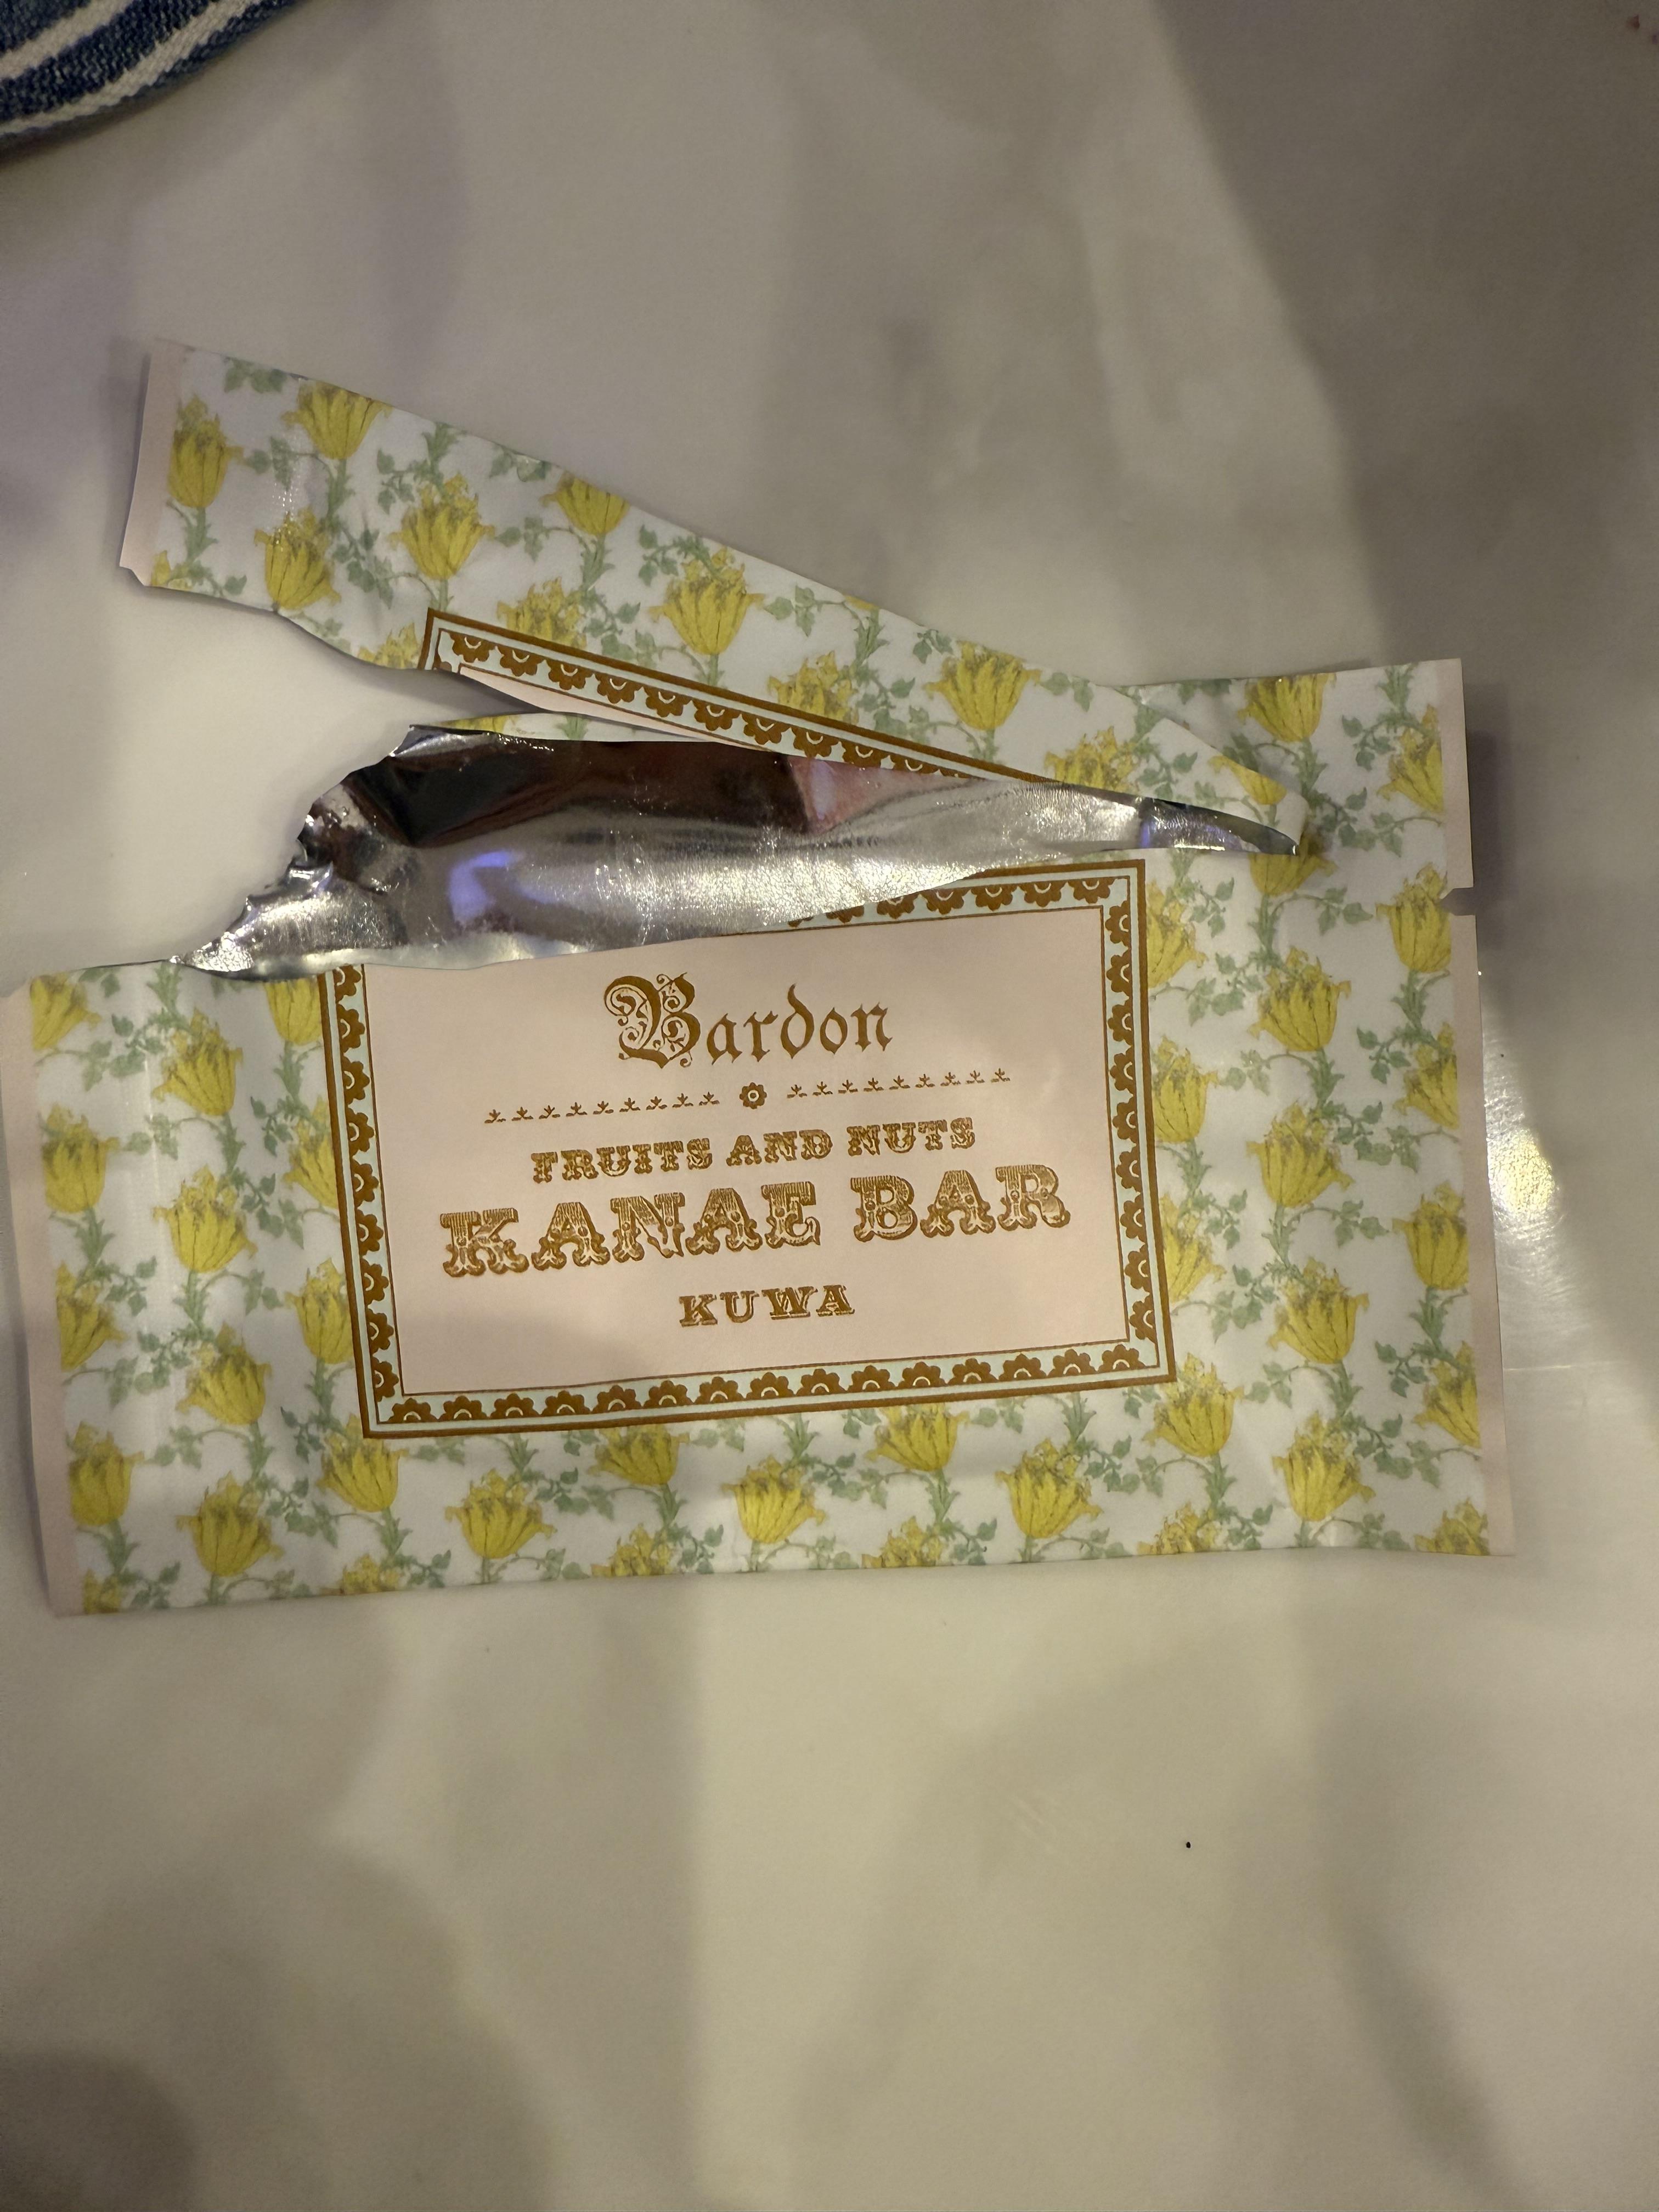 Bardon
FRUITS AND NUTS
KANAE BAR
KUWA